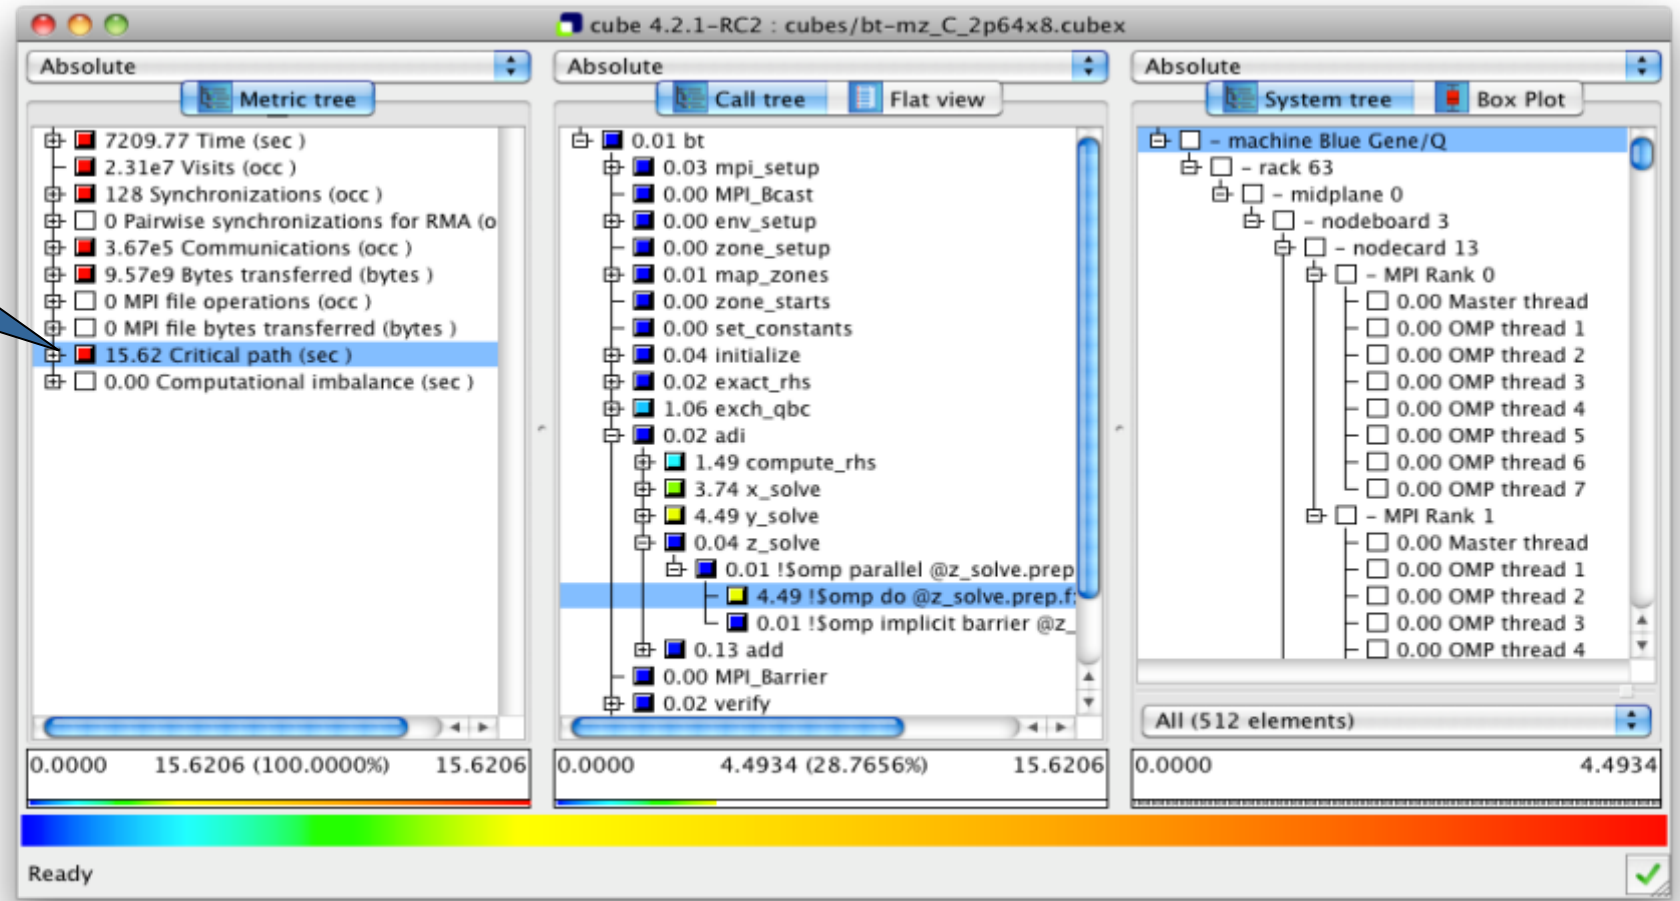 cube 4.2.1-RC2 : cubes/bt-mz_C_2p64x8.cubex
Absolute
Metric tree
7209.77 Time (sec )
2.31e7 Visits (occ )
128 Synchronizations (occ )
0 Pairwise synchronizations for RMA (o
3.67e5 Communications (occ )
9.57e9 Bytes transferred (bytes )
0 MPI file operations (occ )
0 MPI file bytes transferred (bytes )
15.62 Critical path (sec )
0.00 Computational imbalance (sec )
0.0000 15.6206 (100.0000%) 15.6206
Absolute
Call tree Flat view
0.01 bt
0.03 mpi_setup
0.00 MPI_Bcast
0.00 env_setup
0.00 zone_setup
0.01 map_zones
0.00 zone_starts
0.00 set_constants
0.04 initialize
0.02 exact_rhs
1.06 exch_qbc
0.02 adi
1.49 compute_rhs
3.74 x_solve
4.49 y_solve
0.04 z_solve
0.01 !$omp parallel @z_solve.prep
4.49 !$omp do @z_solve.prep.f:
0.01 !$omp implicit barrier @z_
0.13 add
0.00 MPI_Barrier
0.02 verify
0.0000 4.4934 (28.7656%) 15.6206
Absolute
System tree Box Plot
- machine Blue Gene/Q
- rack 63
- midplane 0
- nodeboard 3
- nodecard 13
- MPI Rank 0
0.00 Master thread
0.00 OMP thread 1
0.00 OMP thread 2
0.00 OMP thread 3
0.00 OMP thread 4
0.00 OMP thread 5
0.00 OMP thread 6
0.00 OMP thread 7
- MPI Rank 1
0.00 Master thread
0.00 OMP thread 1
0.00 OMP thread 2
0.00 OMP thread 3
0.00 OMP thread 4
All (512 elements)
0.0000 4.4934
Ready